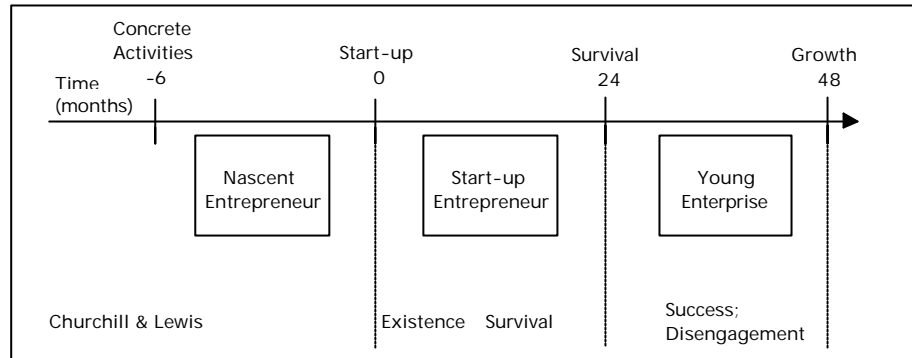 Concrete
Activities
Start-up
Survival
Growth
Time
(months)
-6
0
24
48
Nascent
Entrepreneur
Start-up
Entrepreneur
Young
Enterprise
Churchill & Lewis
Existence Survival
Success;
Disengagement